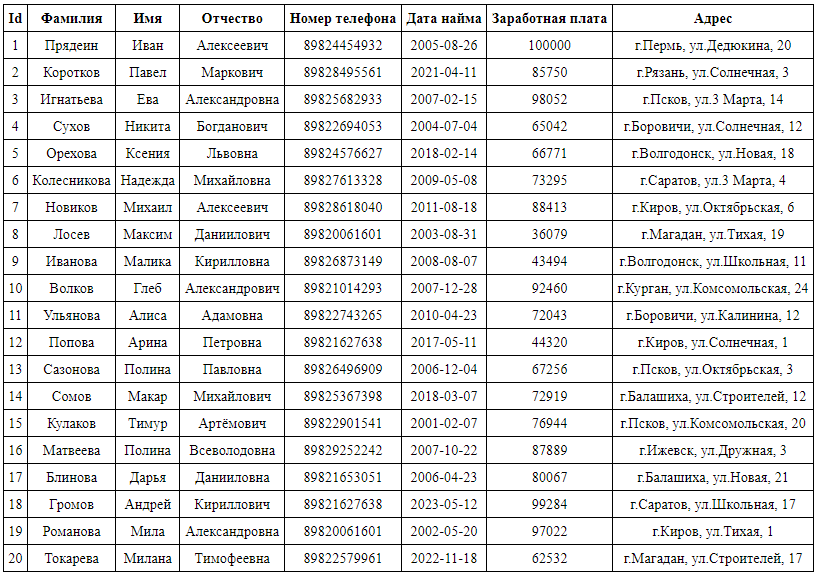 Id Фамилия Имя Отчество Номер телефона Дата найма Заработная плата Адрес
1 Прядеин Иван Алексеевич 89824454932 2005-08-26 100000 г.Пермь, ул.Дедюкина, 20
2 Коротков Павел Маркович 89828495561 2021-04-11 85750 г.Рязань, ул.Солнечная, 3
3 Игнатьева Ева Александровна 89825682933 2007-02-15 98052 г.Псков, ул.3 Марта, 14
4 Сухов Никита Богданович 89822694053 2004-07-04 65042 г.Боровичи, ул.Солнечная, 12
5 Орехова Ксения Львовна 89824576627 2018-02-14 66771 г.Волгодонск, ул.Новая, 18
6 Колесникова Надежда Михайловна 89827613328 2009-05-08 73295 г.Саратов, ул.3 Марта, 4
7 Новиков Михаил Алексеевич 89828618040 2011-08-18 88413 г.Киров, ул.Октябрьская, 6
8 Лосев Максим Даниилович 89820061601 2003-08-31 36079 г.Магадан, ул.Тихая, 19
9 Иванова Малика Кирилловна 89826873149 2008-08-07 43494 г.Волгодонск, ул.Школьная, 11
10 Волков Глеб Александрович 89821014293 2007-12-28 92460 г.Курган, ул.Комсомольская, 24
11 Ульянова Алиса Адамовна 89822743265 2010-04-23 72043 г.Боровичи, ул.Калинина, 12
12 Попова Арина Петровна 89821627638 2017-05-11 44320 г.Киров, ул.Солнечная, 1
13 Сазонова Полина Павловна 89826496909 2006-12-04 67256 г.Псков, ул.Октябрьская, 3
14 Сомов Макар Михайлович 89825367398 2018-03-07 72919 г.Балашиха, ул.Строителей, 12
15 Кулаков Тимур Артёмович 89822901541 2001-02-07 76944 г.Псков, ул.Комсомольская, 20
16 Матвеева Полина Всеволодовна 89829252242 2007-10-22 87889 г.Ижевск, ул.Дружная, 3
17 Блинова Дарья Данииловна 89821653051 2006-04-23 80067 г.Балашиха, ул.Новая, 21
18 Громов Андрей Кириллович 89821627638 2023-05-12 99284 г.Саратов, ул.Школьная, 17
19 Романова Мила Александровна 89820061601 2002-05-20 97022 г.Киров, ул.Тихая, 1
20 Токарева Милана Тимофеевна 89822579961 2022-11-18 62532 г.Магадан, ул.Строителей, 17